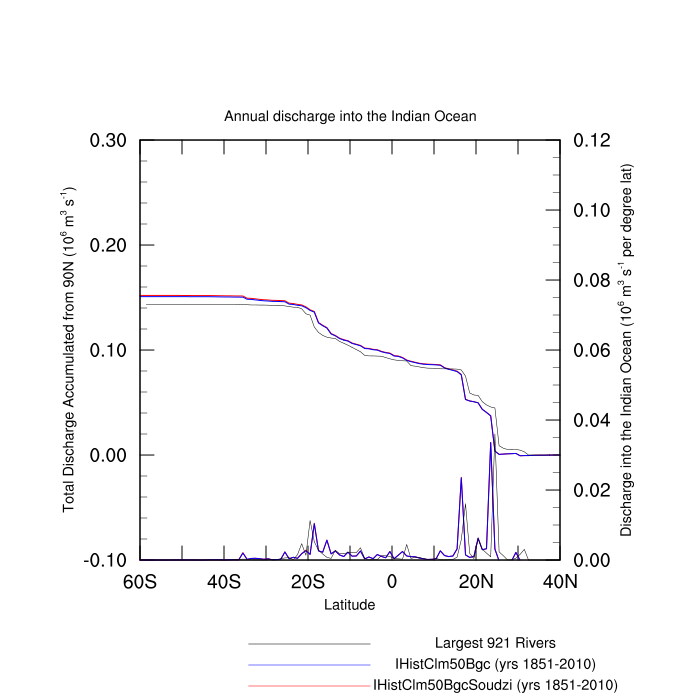 Annual discharge into the Indian Ocean
0.30
0.20
0.10
0.00
-0.10
Total Discharge Accumulated from 90N (10⁶ m³ s⁻¹)
0.12
0.10
0.08
0.06
0.04
0.02
0.00
Discharge into the Indian Ocean (10⁶ m³ s⁻¹ per degree lat)
60S 40S 20S 0 20N 40N
Latitude
Largest 921 Rivers
IHistClm50Bgc (yrs 1851-2010)
IHistClm50BgcSoudzi (yrs 1851-2010)